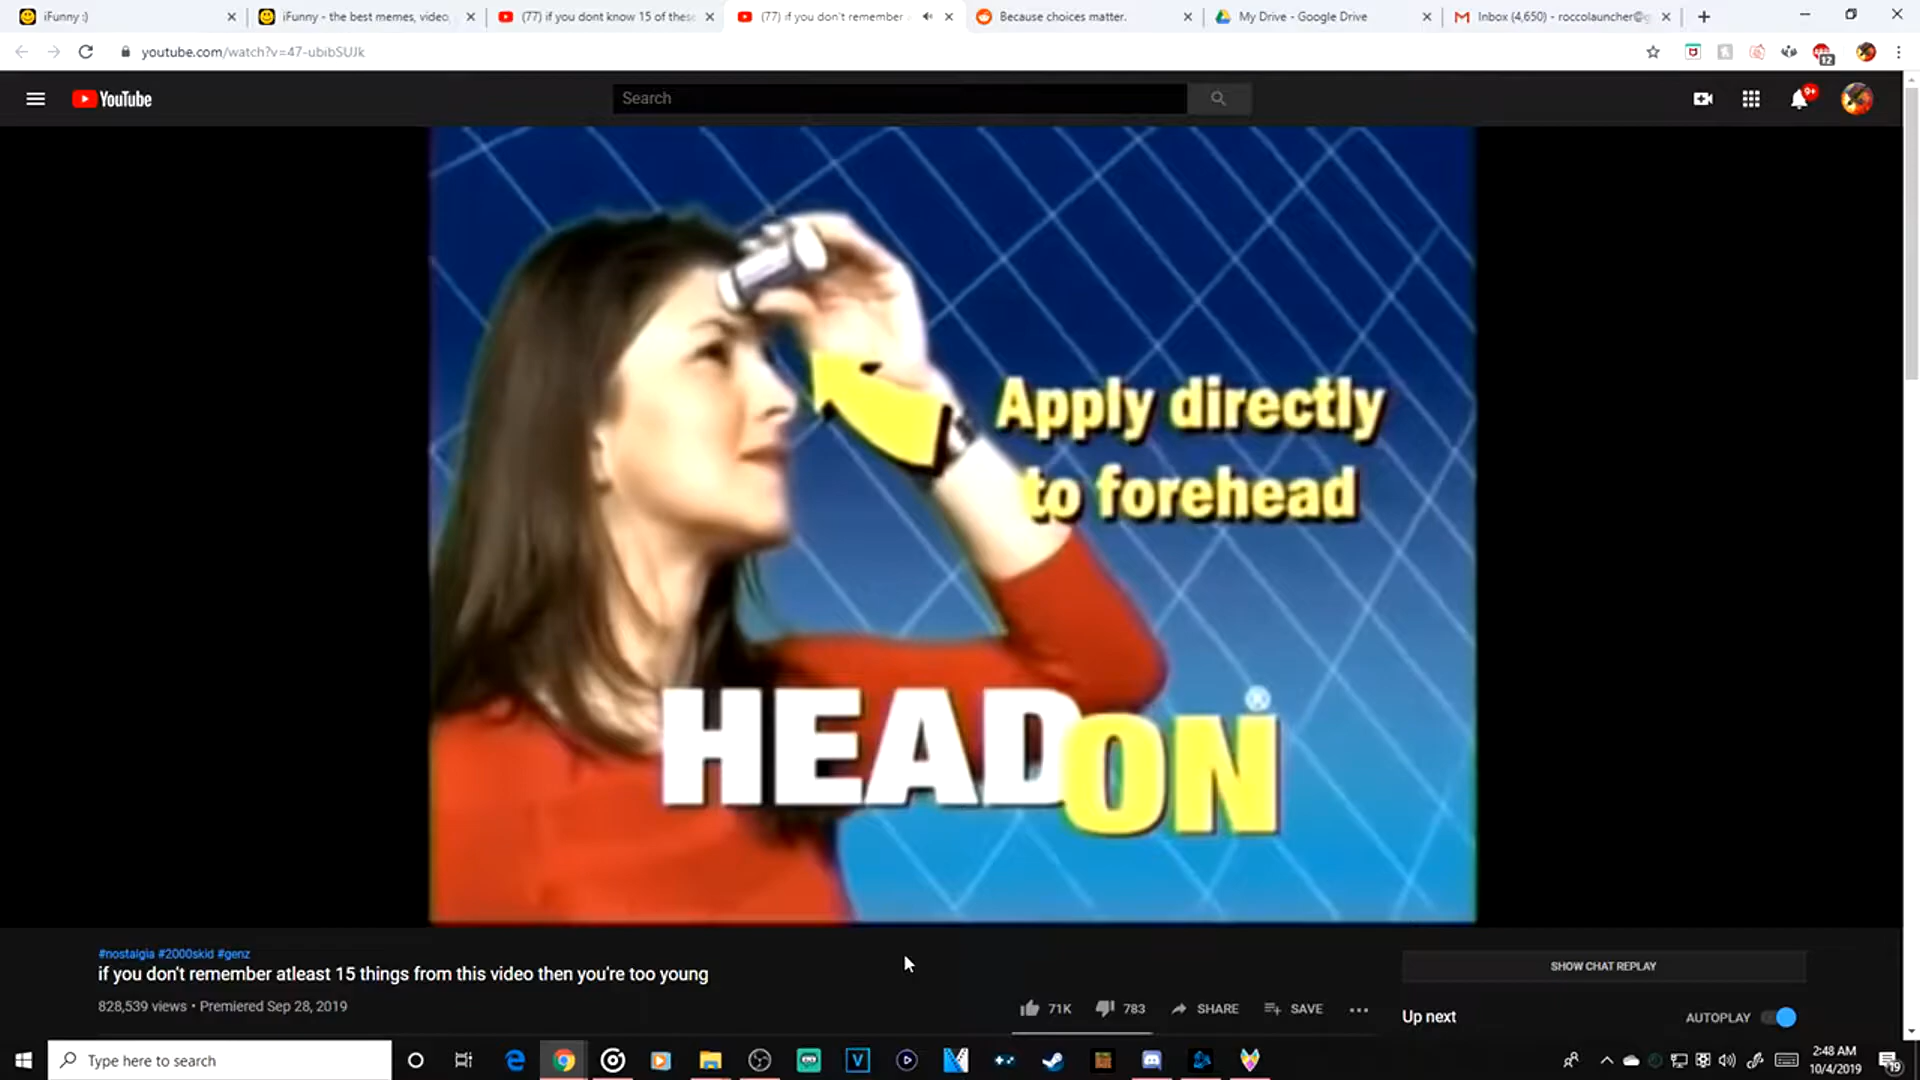 iFunny :)
iFunny - the best memes, video
(77) if you dont know 15 of these
(77) if you don't remember
Because choices matter.
My Drive - Google Drive
Inbox (4,650) - roccolauncher@g
youtube.com/watch?v=47-ubibSUJk
12
YouTube
Search
9+
Apply directly
to forehead
HEADON®
#nostalgia #2000skid #genz
if you don't remember atleast 15 things from this video then you're too young
828,539 views • Premiered Sep 28, 2019
71K
783
SHARE
SAVE
SHOW CHAT REPLAY
Up next
AUTOPLAY
Type here to search
2:48 AM
10/4/2019
19